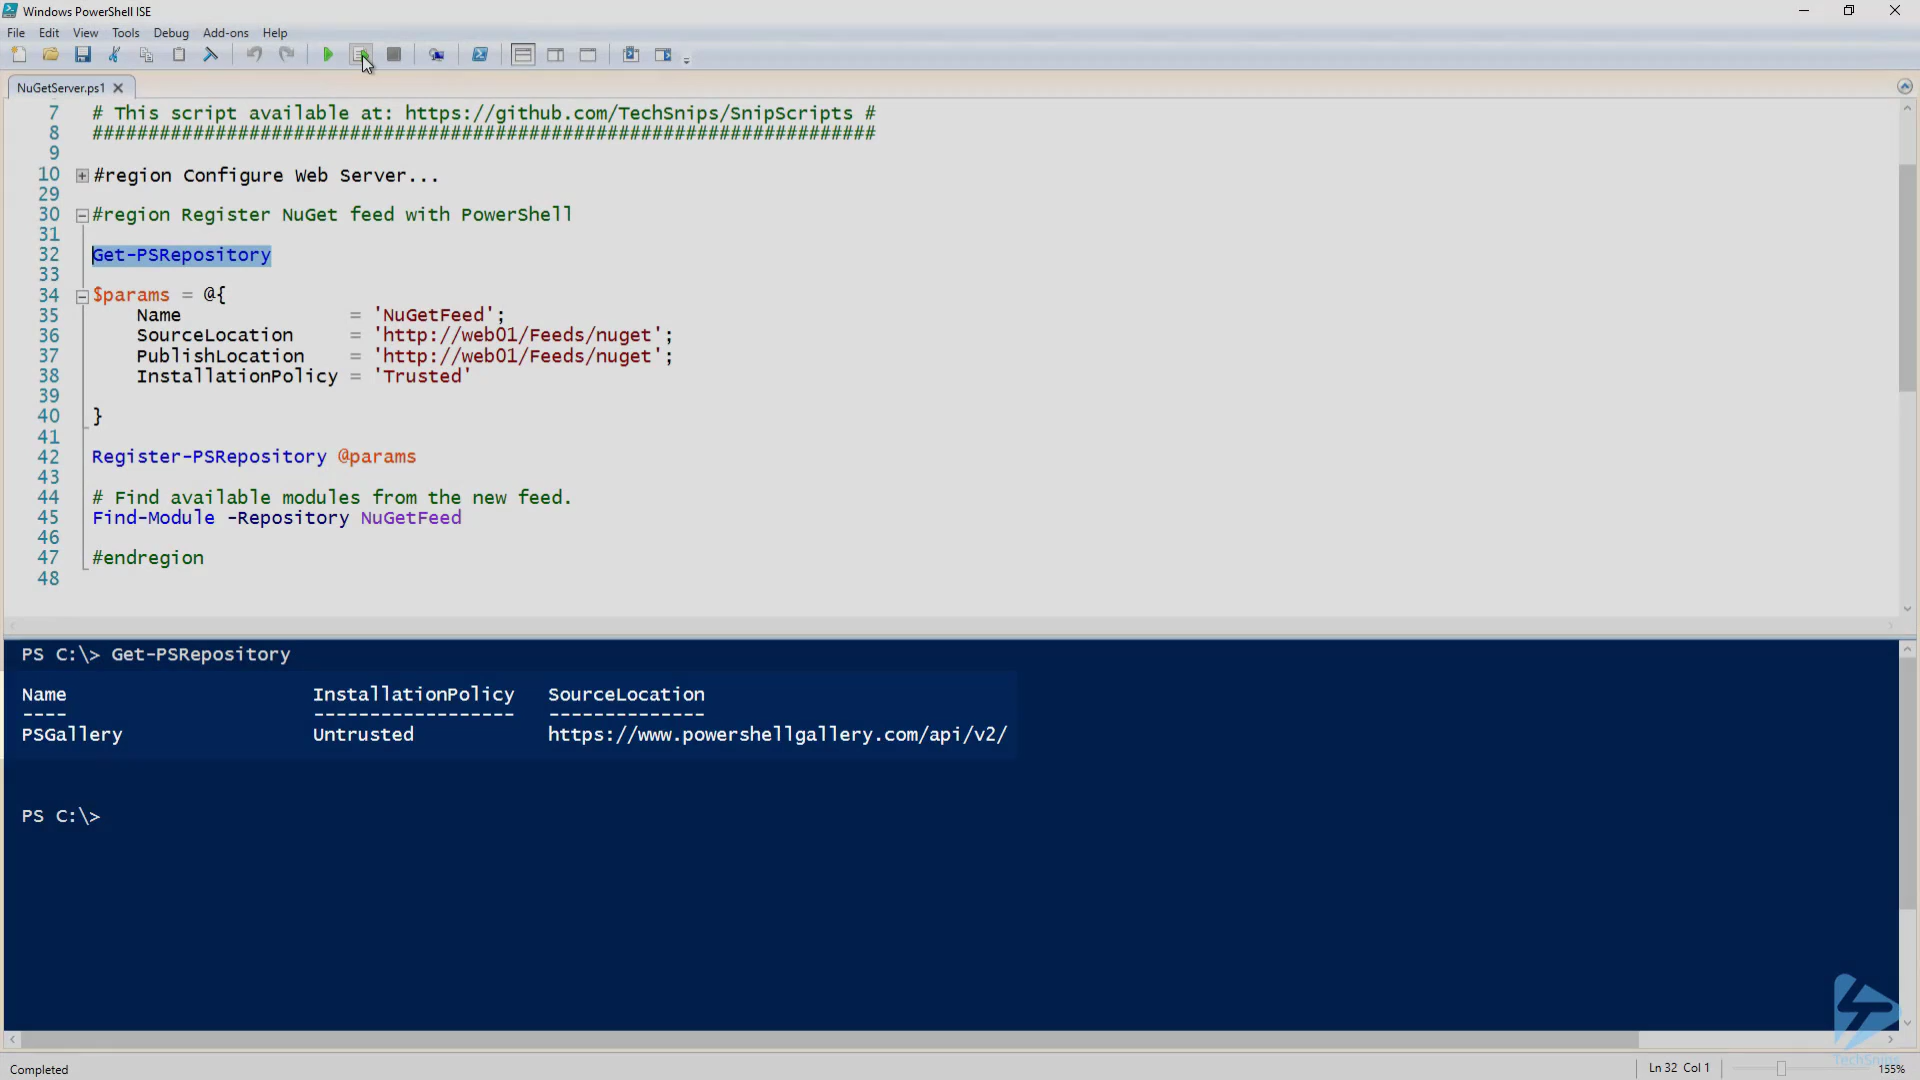 Windows PowerShell ISE
File Edit View Tools Debug Add-ons Help
NuGetServer.ps1
7 # This script available at: https://github.com/TechSnips/SnipScripts #
8 ######################################################################
9
10 #region Configure Web Server...
29
30 #region Register NuGet feed with PowerShell
31
32 Get-PSRepository
33
34 $params = @{
35 Name = 'NuGetFeed';
36 SourceLocation = 'http://web01/Feeds/nuget';
37 PublishLocation = 'http://web01/Feeds/nuget';
38 InstallationPolicy = 'Trusted'
39
40 }
41
42 Register-PSRepository @params
43
44 # Find available modules from the new feed.
45 Find-Module -Repository NuGetFeed
46
47 #endregion
48
PS C:\> Get-PSRepository
Name InstallationPolicy SourceLocation
---- ------------------ --------------
PSGallery Untrusted https://www.powershellgallery.com/api/v2/
PS C:\>
TechSnips
Completed Ln 32 Col 1 155%